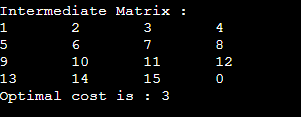 Intermediate Matrix :
1 2 3 4
5 6 7 8
9 10 11 12
13 14 15 0
Optimal cost is : 3